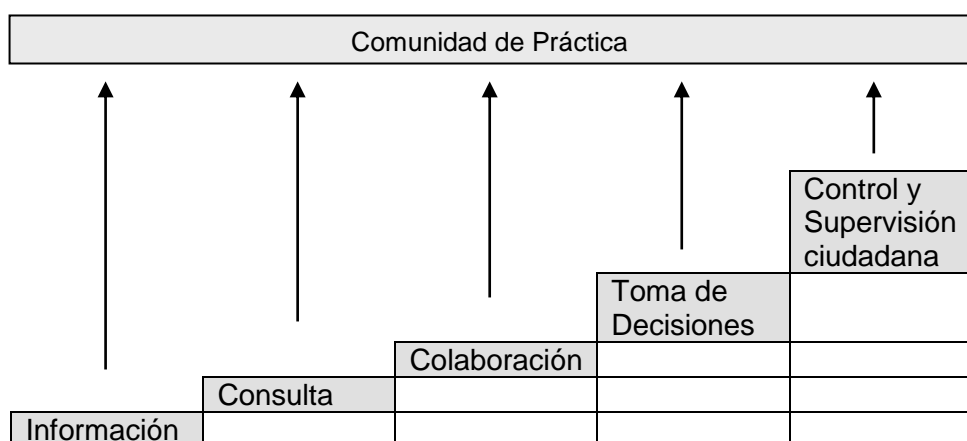 Comunidad de Práctica
Control y
Supervisión
ciudadana
Toma de
Decisiones
Colaboración
Consulta
Información